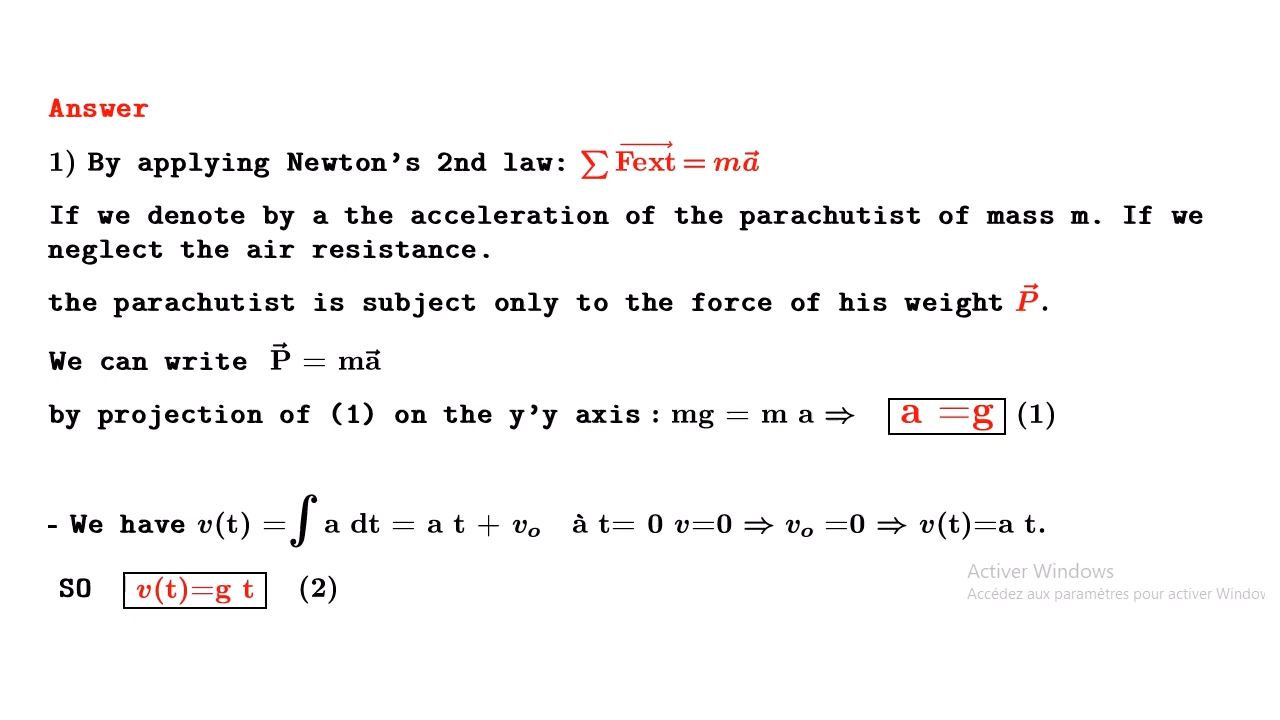 Answer
1) By applying Newton's 2nd law: ∑ F⃗ext = ma⃗
If we denote by a the acceleration of the parachutist of mass m. If we
neglect the air resistance.
the parachutist is subject only to the force of his weight P⃗.
We can write P⃗ = ma⃗
by projection of (1) on the y'y axis : mg = m a ⇒ a =g (1)
- We have v(t) =∫ a dt = a t + vₒ à t= 0 v=0 ⇒ vₒ =0 ⇒ v(t)=a t.
SO v(t)=g t (2)
Activer Windows
Accédez aux paramètres pour activer Window